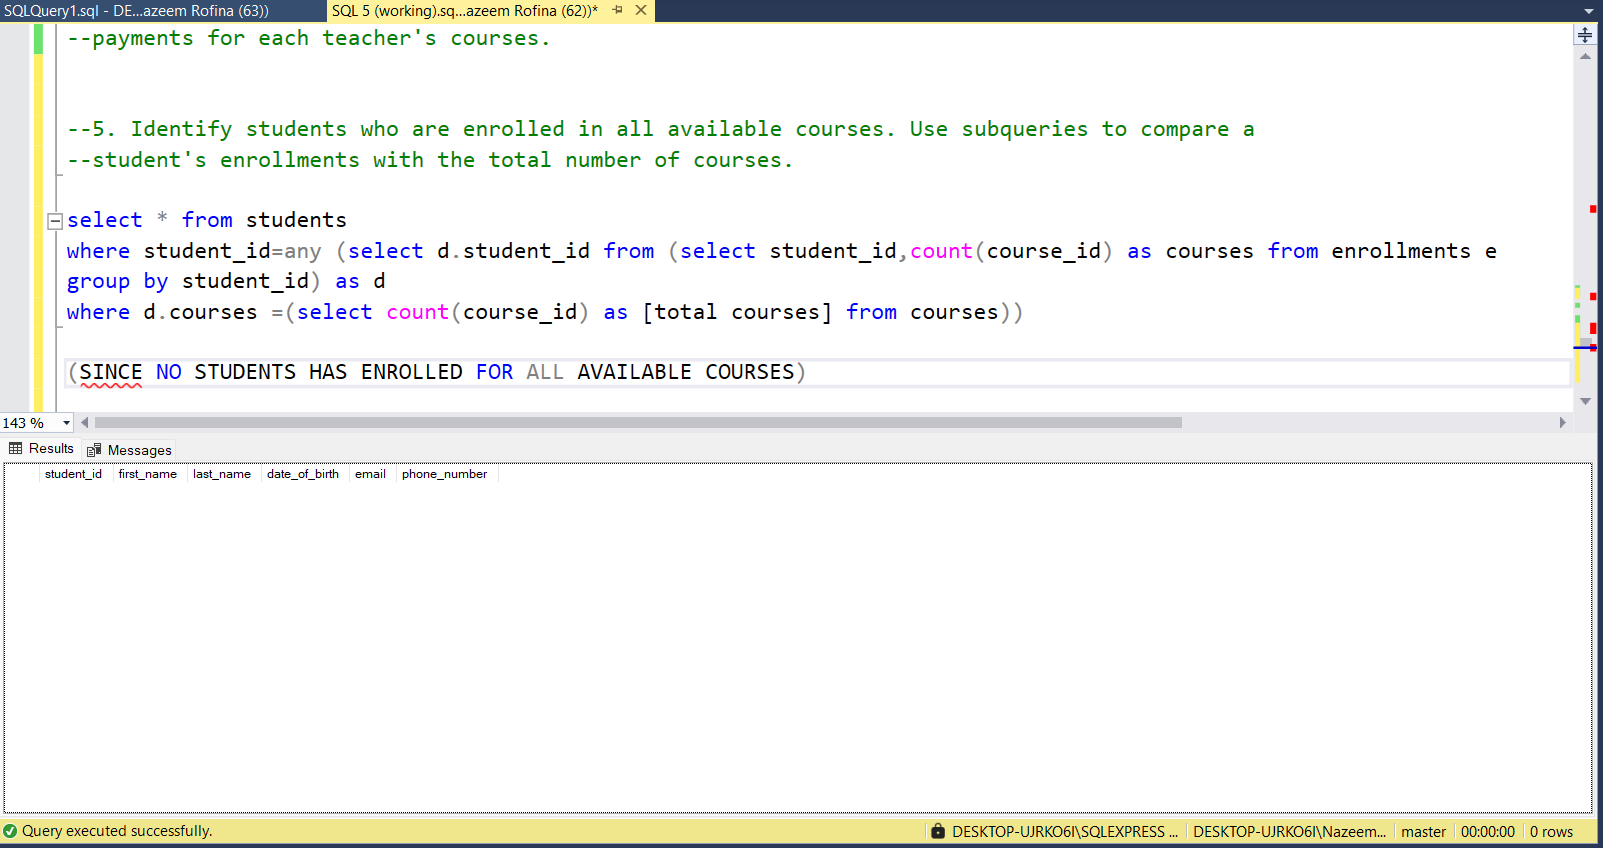 SQLQuery1.sql - DE...azeem Rofina (63))
SQL 5 (working).sq...azeem Rofina (62))*
--payments for each teacher's courses.
--5. Identify students who are enrolled in all available courses. Use subqueries to compare a
--student's enrollments with the total number of courses.
select * from students
where student_id=any (select d.student_id from (select student_id,count(course_id) as courses from enrollments e
group by student_id) as d
where d.courses =(select count(course_id) as [total courses] from courses))
(SINCE NO STUDENTS HAS ENROLLED FOR ALL AVAILABLE COURSES)
143 %
Results Messages
student_id first_name last_name date_of_birth email phone_number
Query executed successfully. DESKTOP-UJRKO6I\SQLEXPRESS ... DESKTOP-UJRKO6I\Nazeem... master 00:00:00 0 rows